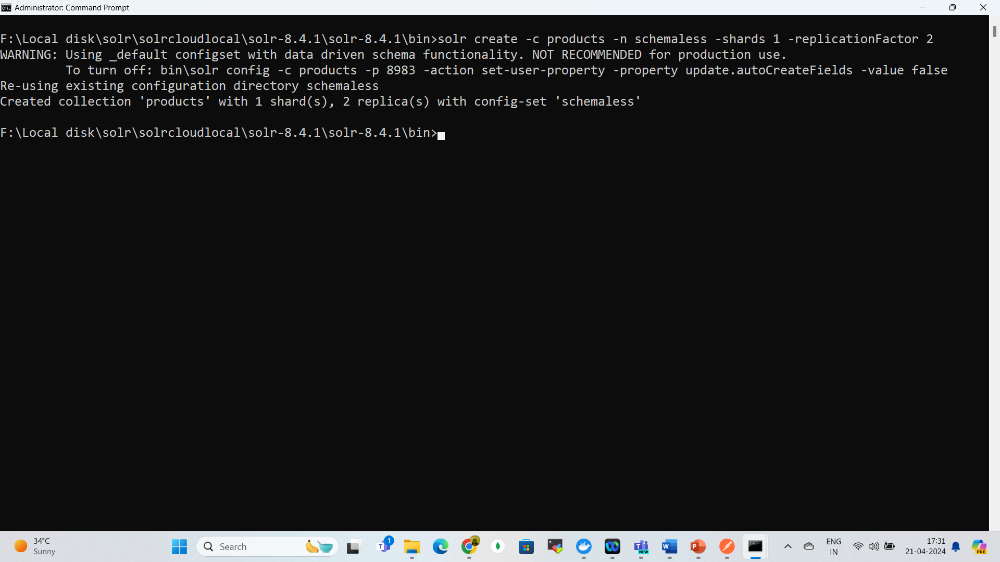 Administrator: Command Prompt
F:\Local disk\solr\solrcloudlocal\solr-8.4.1\solr-8.4.1\bin>solr create -c products -n schemaless -shards 1 -replicationFactor 2
WARNING: Using _default configset with data driven schema functionality. NOT RECOMMENDED for production use.
         To turn off: bin\solr config -c products -p 8983 -action set-user-property -property update.autoCreateFields -value false
Re-using existing configuration directory schemaless
Created collection 'products' with 1 shard(s), 2 replica(s) with config-set 'schemaless'
F:\Local disk\solr\solrcloudlocal\solr-8.4.1\solr-8.4.1\bin>
34°C
Sunny
Search
1
NEW
ENG
IN
17:31
21-04-2024
PRE